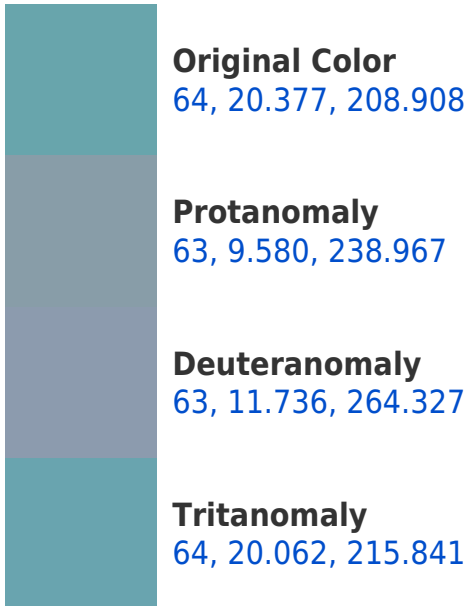 Original Color
64, 20.377, 208.908
Protanomaly
63, 9.580, 238.967
Deuteranomaly
63, 11.736, 264.327
Tritanomaly
64, 20.062, 215.841